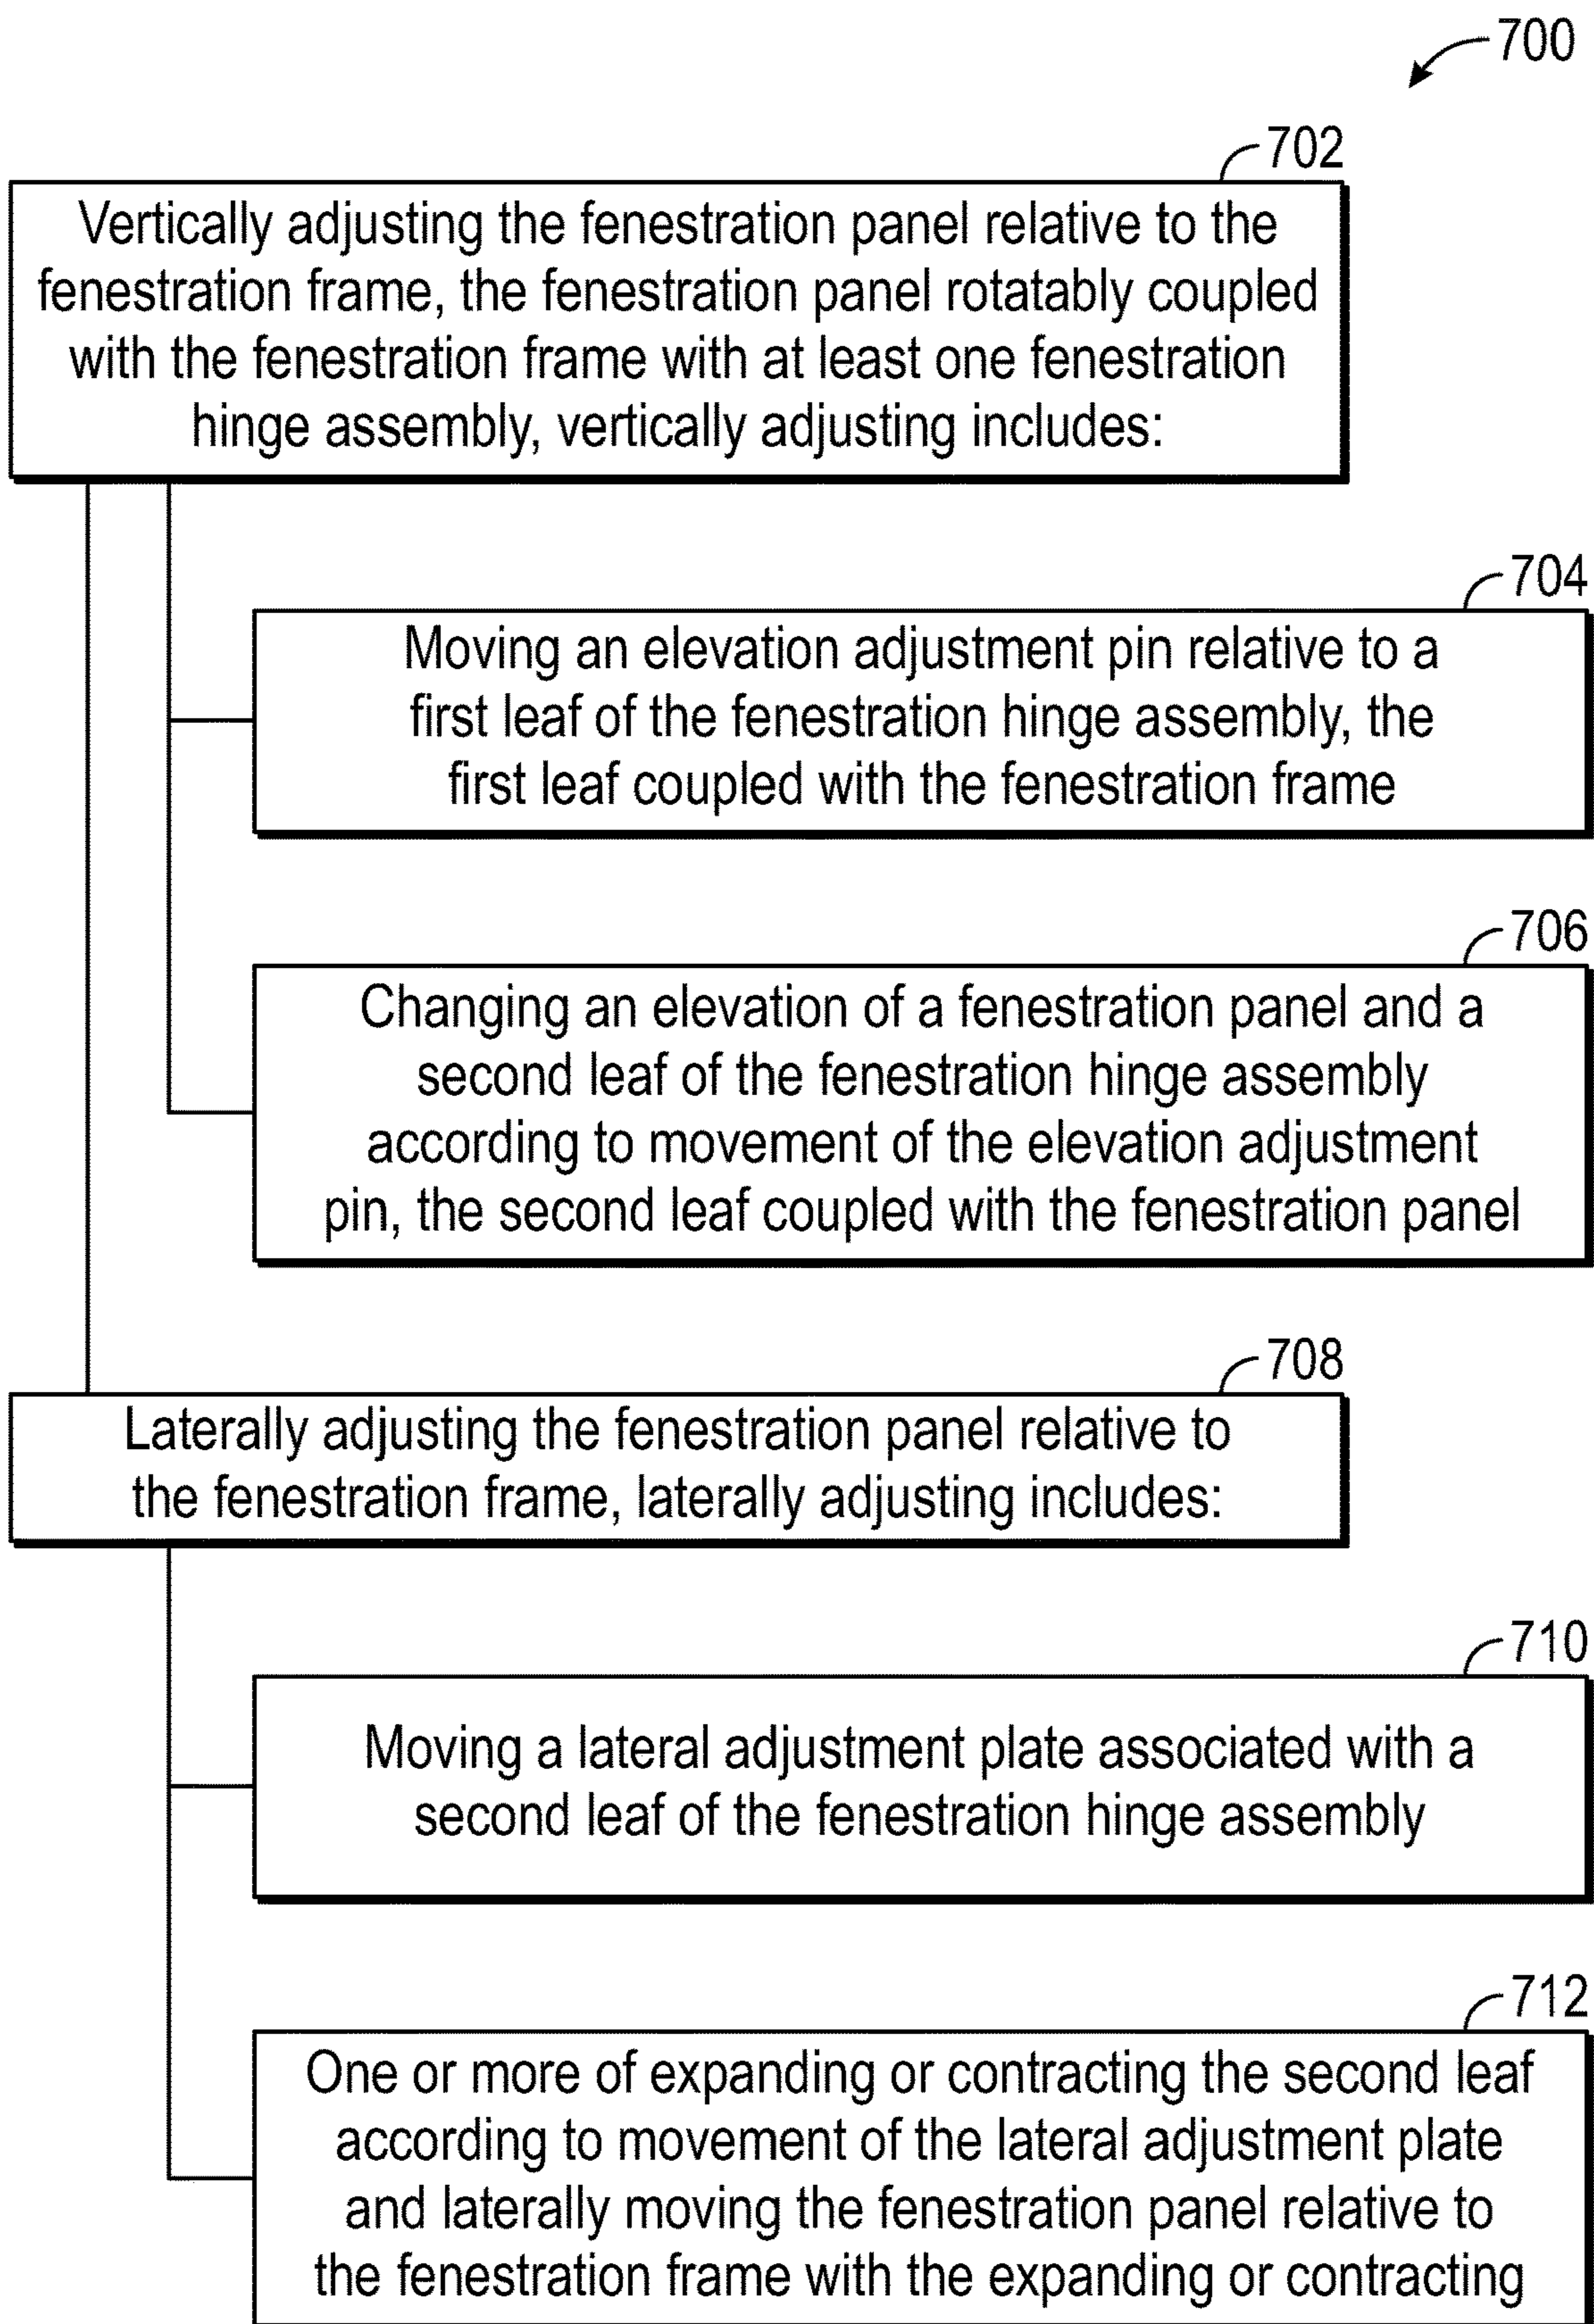 700
702
Vertically adjusting the fenestration panel relative to the
fenestration frame, the fenestration panel rotatably coupled
with the fenestration frame with at least one fenestration
hinge assembly, vertically adjusting includes:
704
Moving an elevation adjustment pin relative to a
first leaf of the fenestration hinge assembly, the
first leaf coupled with the fenestration frame
706
Changing an elevation of a fenestration panel and a
second leaf of the fenestration hinge assembly
according to movement of the elevation adjustment
pin, the second leaf coupled with the fenestration panel
708
Laterally adjusting the fenestration panel relative to
the fenestration frame, laterally adjusting includes:
710
Moving a lateral adjustment plate associated with a
second leaf of the fenestration hinge assembly
712
One or more of expanding or contracting the second leaf
according to movement of the lateral adjustment plate
and laterally moving the fenestration panel relative to
the fenestration frame with the expanding or contracting